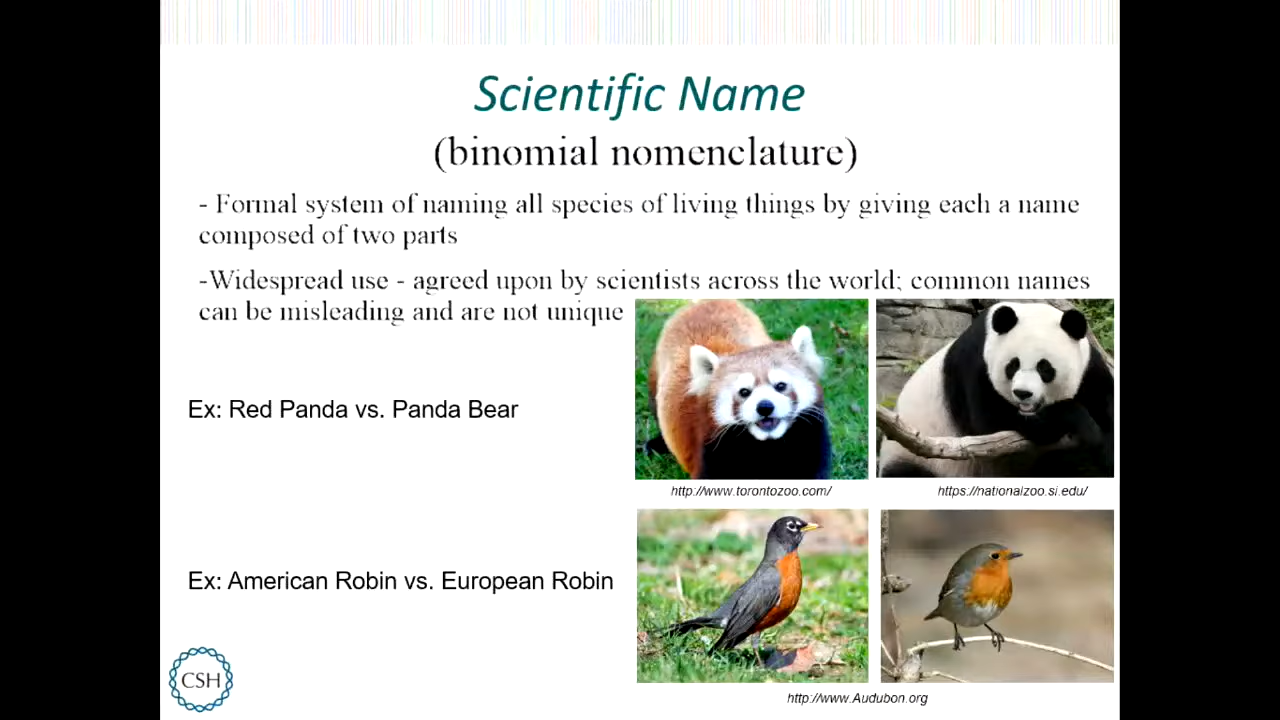 Scientific Name
(binomial nomenclature)
- Formal system of naming all species of living things by giving each a name
composed of two parts
-Widespread use - agreed upon by scientists across the world; common names
can be misleading and are not unique
Ex: Red Panda vs. Panda Bear
http://www.torontozoo.com/
https://nationalzoo.si.edu/
Ex: American Robin vs. European Robin
http://www.Audubon.org
CSH